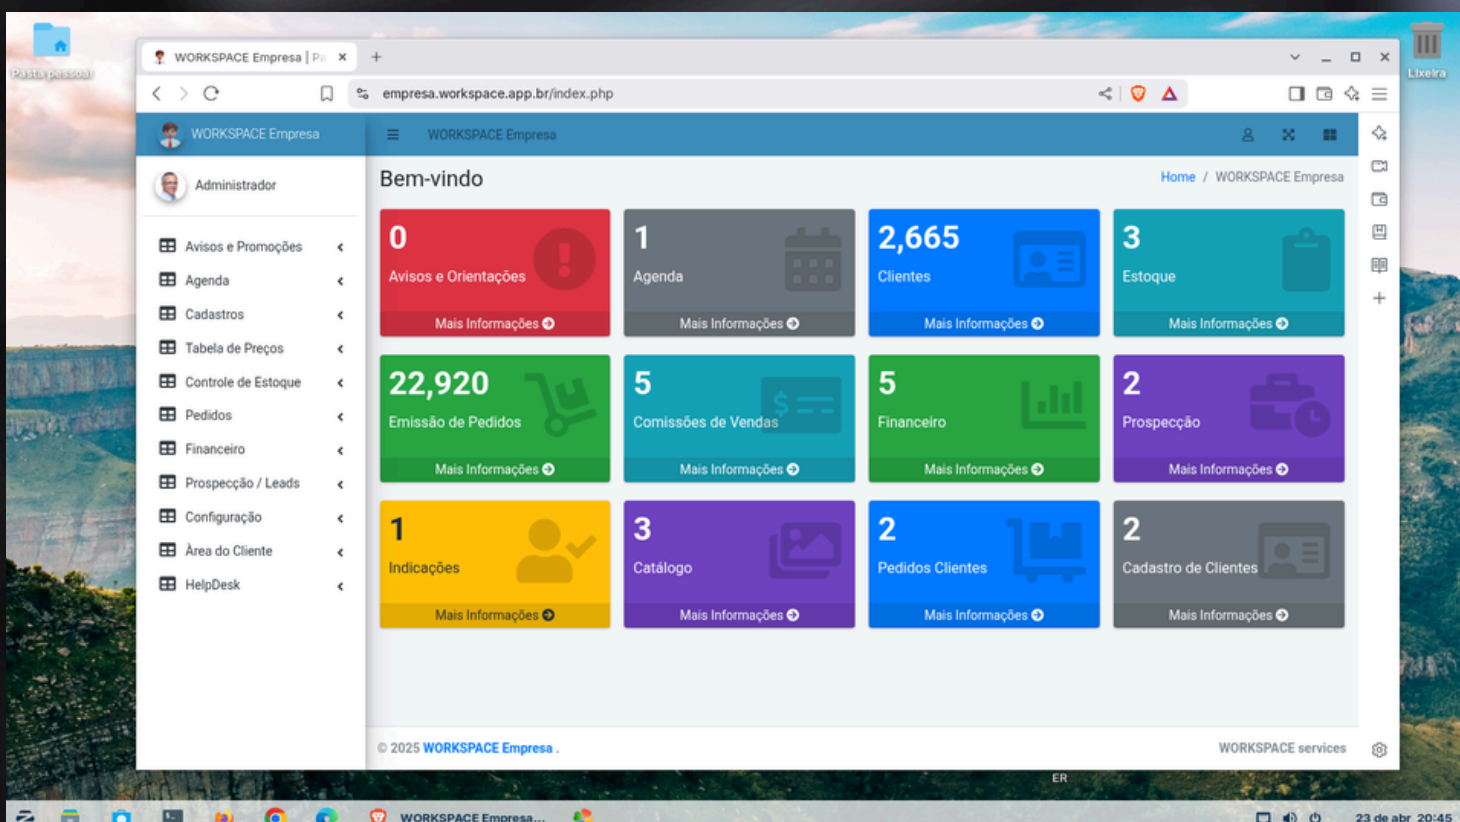 Pasta pessoal
Lixeira
WORKSPACE Empresa | Pa
empresa.workspace.app.br/index.php
WORKSPACE Empresa
WORKSPACE Empresa
Administrador
Bem-vindo
Home / WORKSPACE Empresa
Avisos e Promoções
Agenda
Cadastros
Tabela de Preços
Controle de Estoque
Pedidos
Financeiro
Prospecção / Leads
Configuração
Àrea do Cliente
HelpDesk
0
Avisos e Orientações
Mais Informações
1
Agenda
Mais Informações
2,665
Clientes
Mais Informações
3
Estoque
Mais Informações
22,920
Emissão de Pedidos
Mais Informações
5
Comissões de Vendas
Mais Informações
5
Financeiro
Mais Informações
2
Prospecção
Mais Informações
1
Indicações
Mais Informações
3
Catálogo
Mais Informações
2
Pedidos Clientes
Mais Informações
2
Cadastro de Clientes
Mais Informações
© 2025 WORKSPACE Empresa .
WORKSPACE services
ER
WORKSPACE Empresa...
23 de abr 20:45